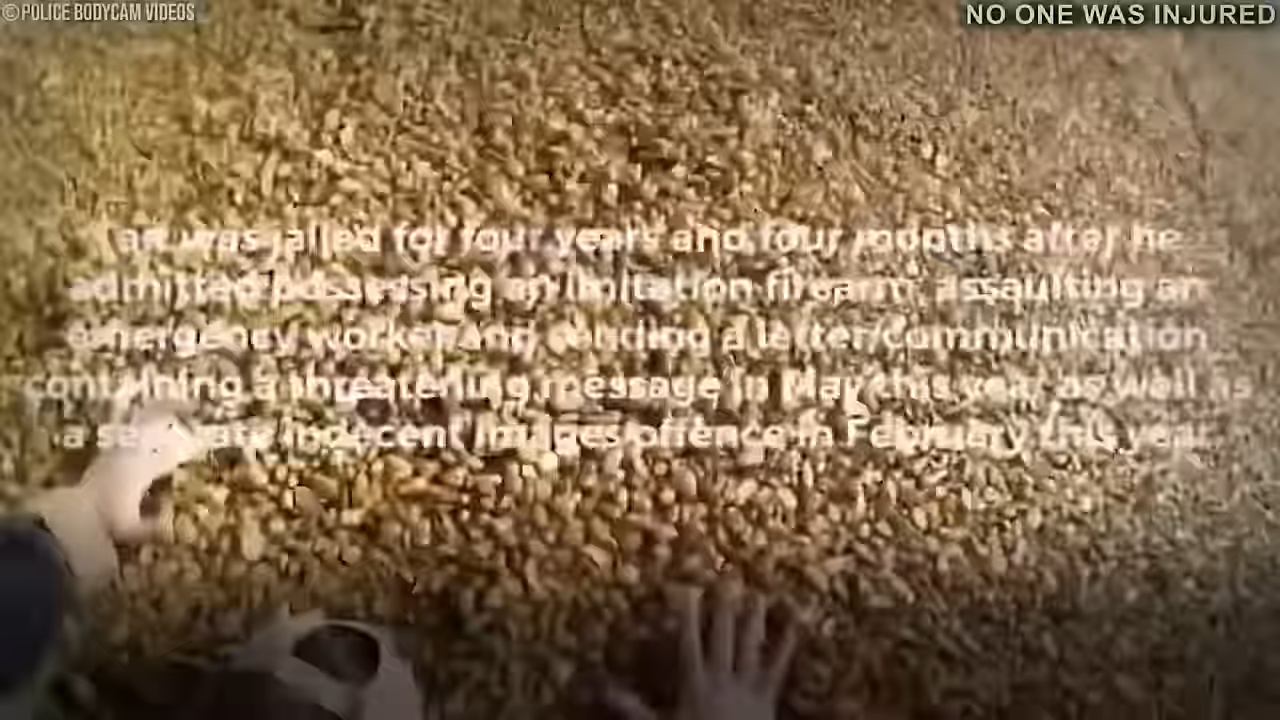 ©POLICE BODYCAM VIDEOS
NO ONE WAS INJURED
was jailed for four years and four months after he
admitted possessing an imitation firearm, assaulting an
emergency worker and sending a letter/communication
containing a threatening message in May this year as well as
a separate indecent images offence in February this year